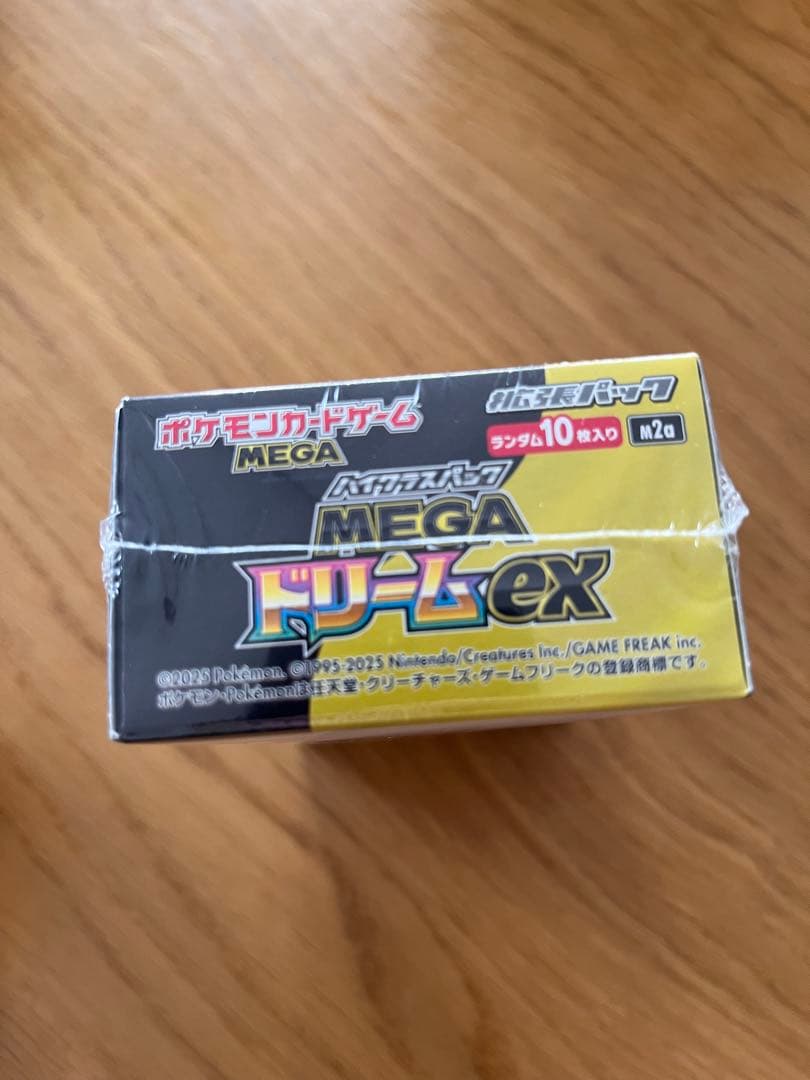 ポケモンカードゲーム
MEGA
拡張パック
ランダム10枚入り
M2a
ハイクラスパック
MEGA
ドリームex
©2025 Pokémon. ©1995-2025 Nintendo/Creatures Inc./GAME FREAK inc.
ポケモン・Pokémonは任天堂・クリーチャーズ・ゲームフリークの登録商標です。